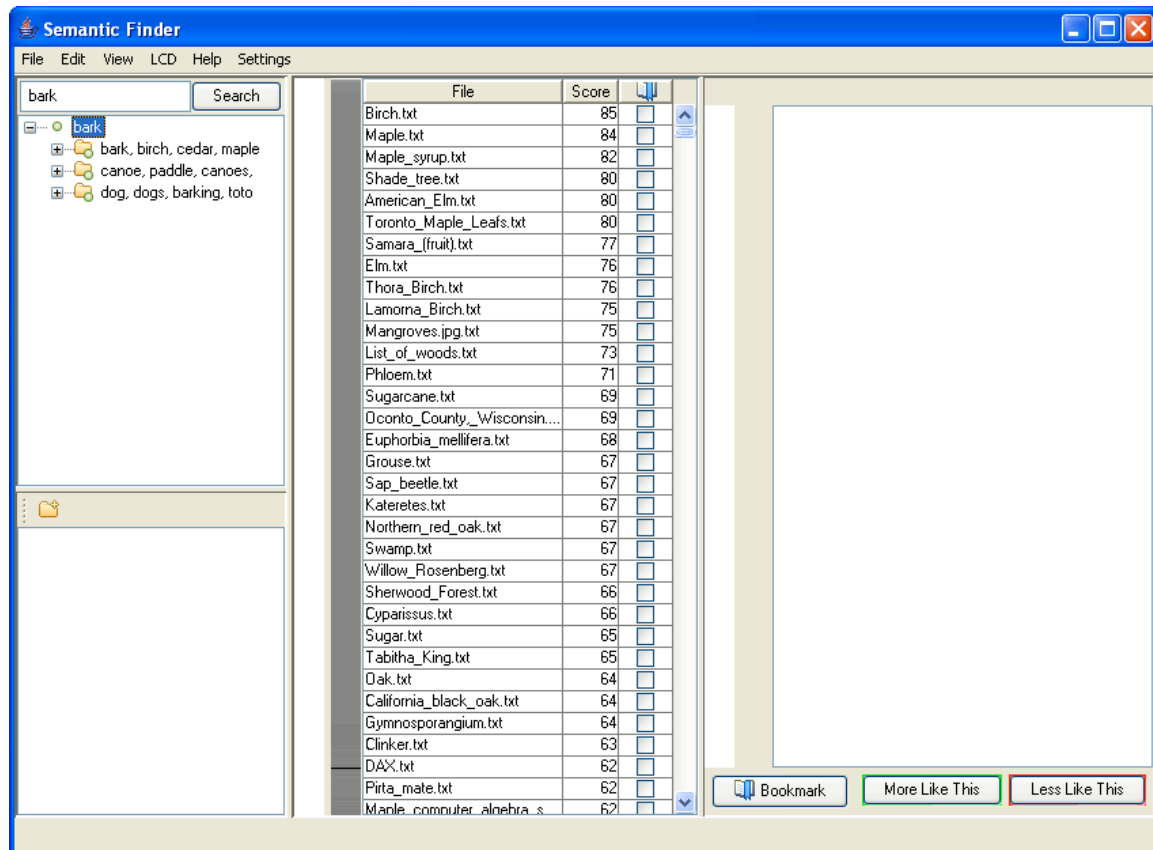 Semantic Finder
File Edit View LCD Help Settings
bark Search
bark
bark, birch, cedar, maple
canoe, paddle, canoes,
dog, dogs, barking, toto
File Score
Birch.txt 85
Maple.txt 84
Maple_syrup.txt 82
Shade_tree.txt 80
American_Elm.txt 80
Toronto_Maple_Leafs.txt 80
Samara_(fruit).txt 77
Elm.txt 76
Thora_Birch.txt 76
Lamorna_Birch.txt 75
Mangroves.jpg.txt 75
List_of_woods.txt 73
Phloem.txt 71
Sugarcane.txt 69
Oconto_County,_Wisconsin.... 69
Euphorbia_mellifera.txt 68
Grouse.txt 67
Sap_beetle.txt 67
Kateretes.txt 67
Northern_red_oak.txt 67
Swamp.txt 67
Willow_Rosenberg.txt 67
Sherwood_Forest.txt 66
Cyparissus.txt 66
Sugar.txt 65
Tabitha_King.txt 65
Oak.txt 64
California_black_oak.txt 64
Gymnosporangium.txt 64
Clinker.txt 63
DAX.txt 62
Pirta_mate.txt 62
Maple_computer_algebra_s 62
Bookmark More Like This Less Like This